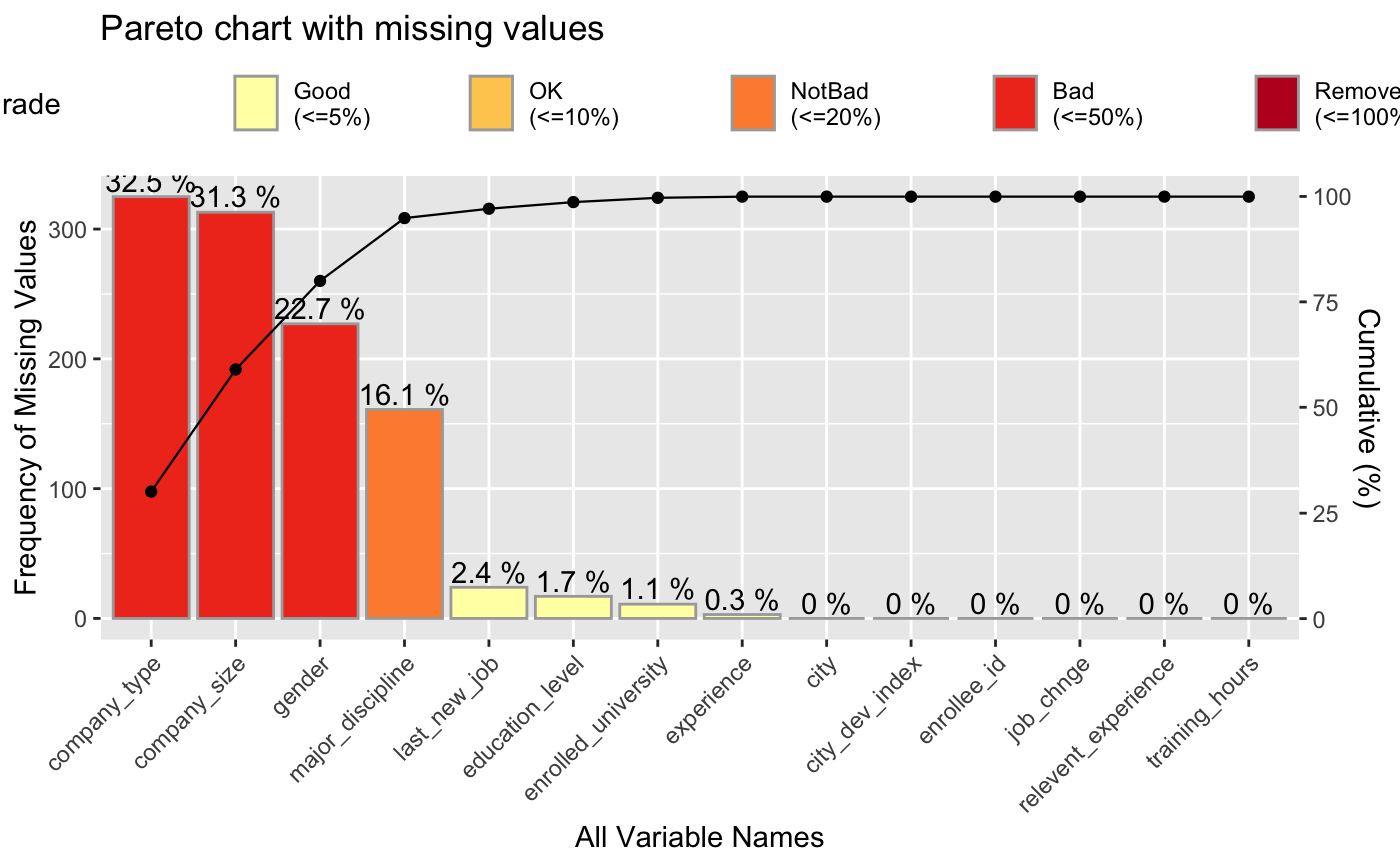 Pareto chart with missing values
rade
Good
(<=5%)
OK
(<=10%)
NotBad
(<=20%)
Bad
(<=50%)
Remove
(<=100%
Frequency of Missing Values
300
200
100
0
32.5 %
31.3 %
22.7 %
16.1 %
2.4 %
1.7 %
1.1 %
0.3 %
0 %
0 %
0 %
0 %
0 %
0 %
100
75
50
25
0
Cumulative (%)
company_type
company_size
gender
major_discipline
last_new_job
education_level
enrolled_university
experience
city
city_dev_index
enrollee_id
job_chnge
relevent_experience
training_hours
All Variable Names